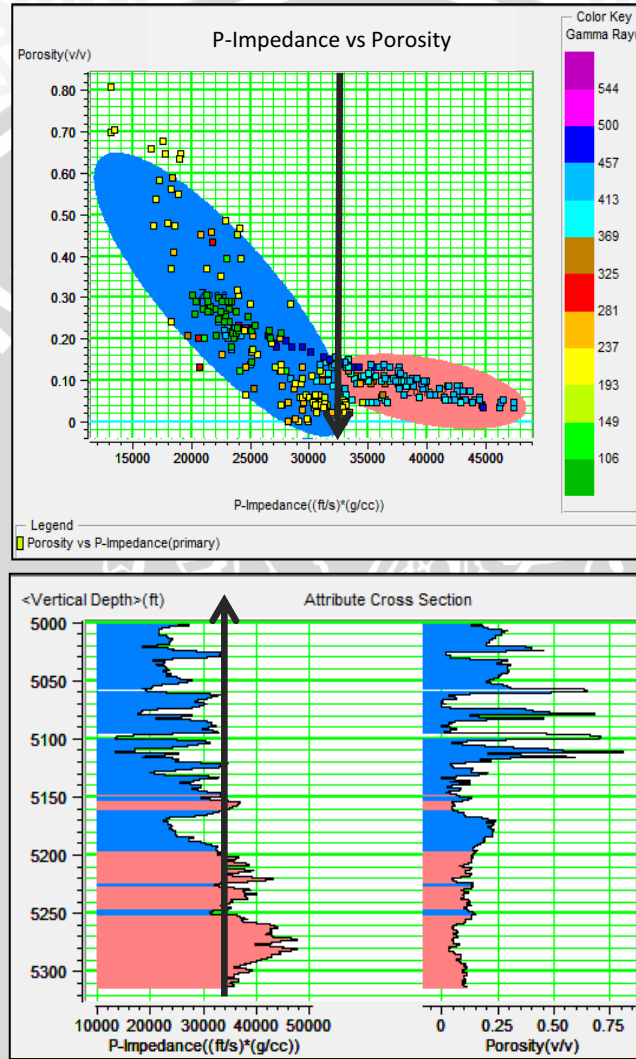 P-Impedance vs Porosity
Color Key
Gamma Ray(
Porosity(v/v)
544
0.80
500
0.70
457
0.60
413
0.50
369
0.40
325
0.30
281
0.20
237
0.10
193
0
149
106
15000 20000 25000 30000 35000 40000 45000
P-Impedance((ft/s)*(g/cc))
Legend
Porosity vs P-Impedance(primary)
<Vertical Depth>(ft) Attribute Cross Section
5000
5050
5100
5150
5200
5250
5300
10000 20000 30000 40000 50000 0 0.25 0.50 0.75
P-Impedance((ft/s)*(g/cc)) Porosity(v/v)